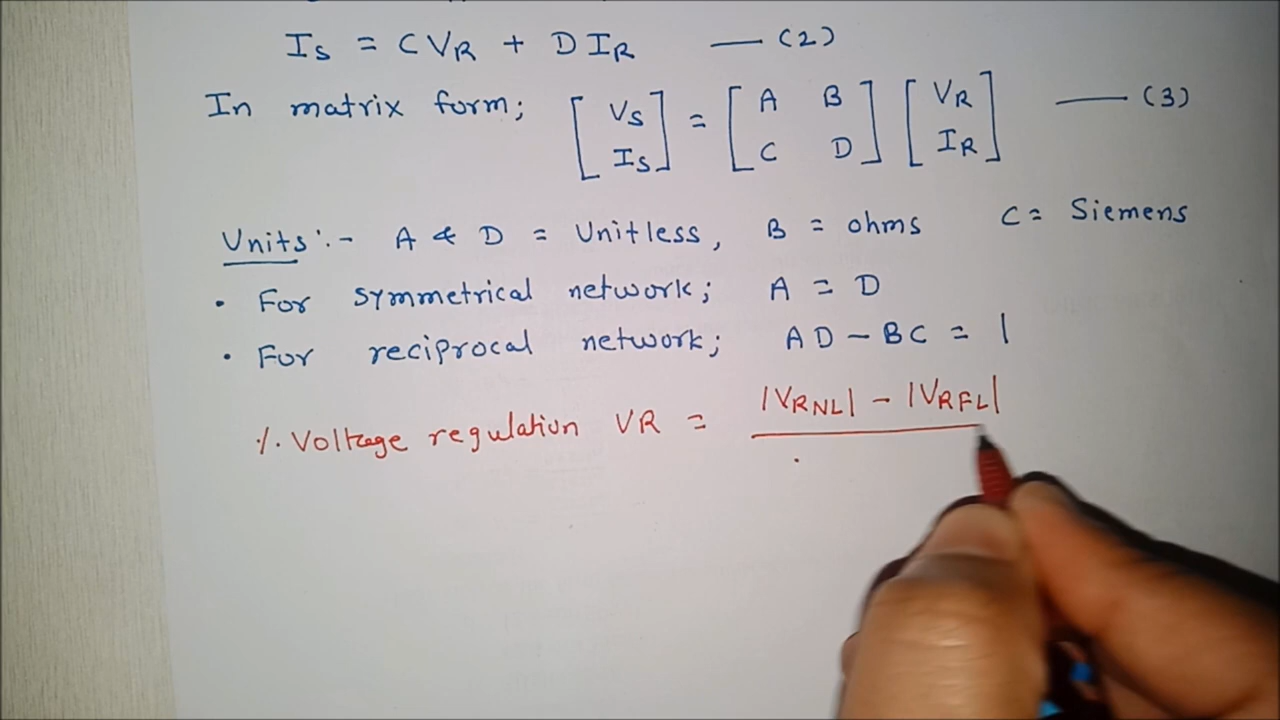 IS = CVR + DIR — (2)
In matrix form; [VS IS] = [A B C D] [VR IR] — (3)
Units :- A & D = Unitless, B = ohms C = Siemens
• For symmetrical network; A = D
• For reciprocal network; AD - BC = 1
% Voltage regulation VR = |VRNL| - |VRFL|